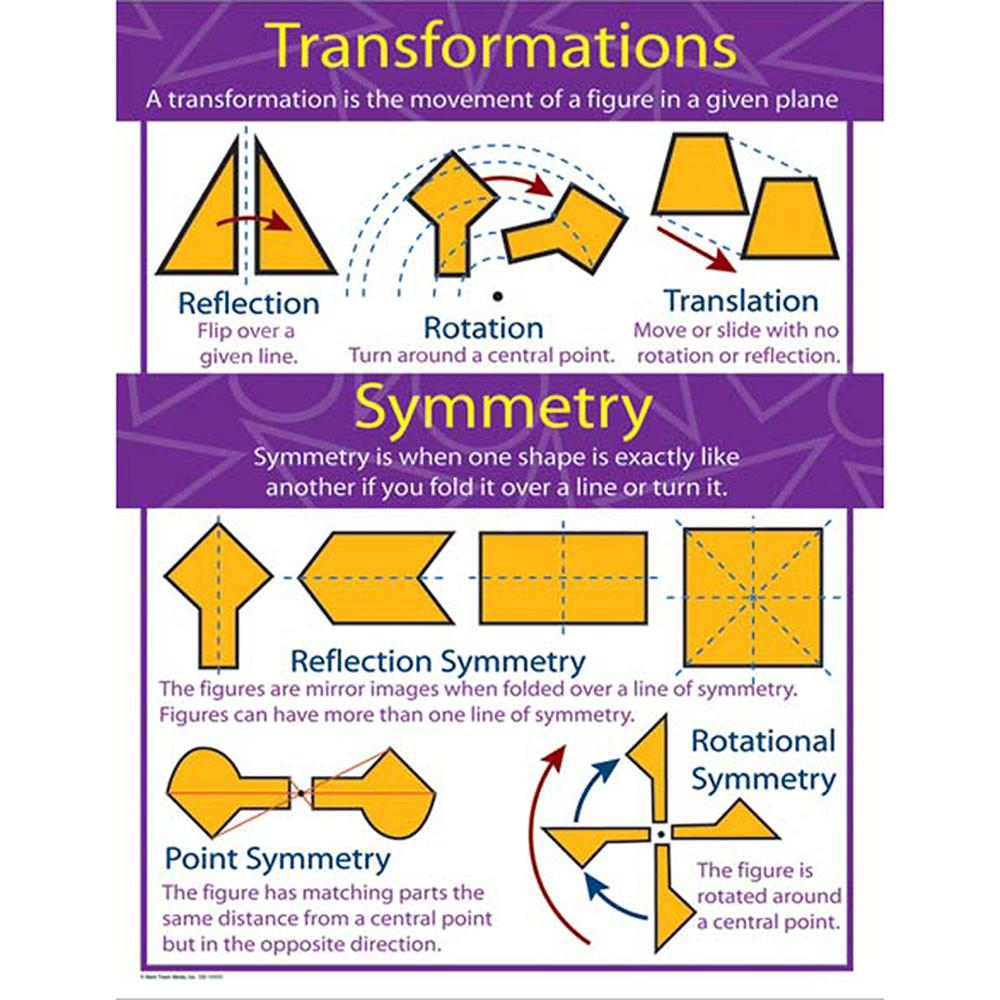 Transformations
A transformation is the movement of a figure in a given plane
Reflection
Flip over a
given line.
Rotation
Turn around a central point.
Translation
Move or slide with no
rotation or reflection.
Symmetry
Symmetry is when one shape is exactly like
another if you fold it over a line or turn it.
Reflection Symmetry
The figures are mirror images when folded over a line of symmetry.
Figures can have more than one line of symmetry.
Point Symmetry
The figure has matching parts the
same distance from a central point
but in the opposite direction.
Rotational
Symmetry
The figure is
rotated around
a central point.